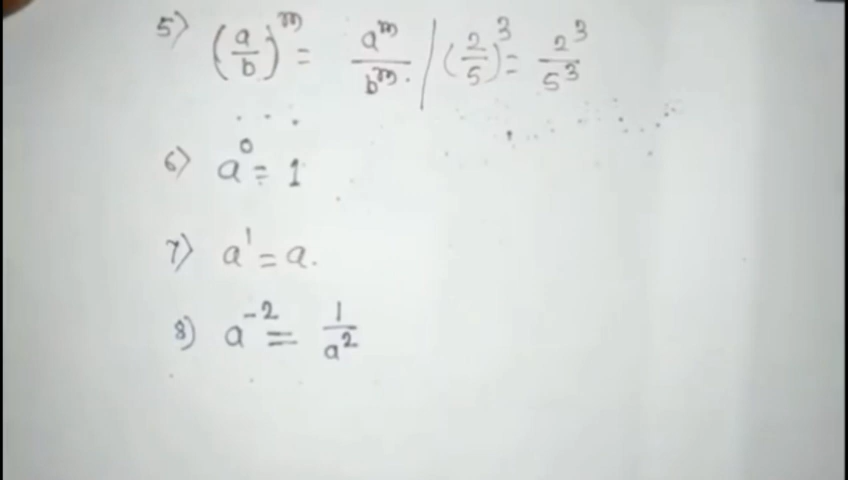 5) (a/b)^m = a^m/b^m. | (2/5)^3 = 2^3/5^3
6) a^0 = 1
7) a^1 = a.
8) a^-2 = 1/a^2